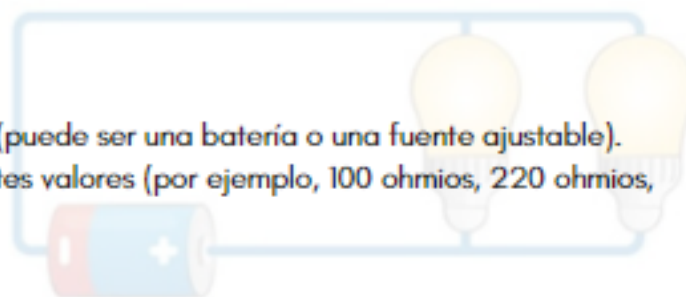 (puede ser una batería o una fuente ajustable).
tes valores (por ejemplo, 100 ohmios, 220 ohmios,